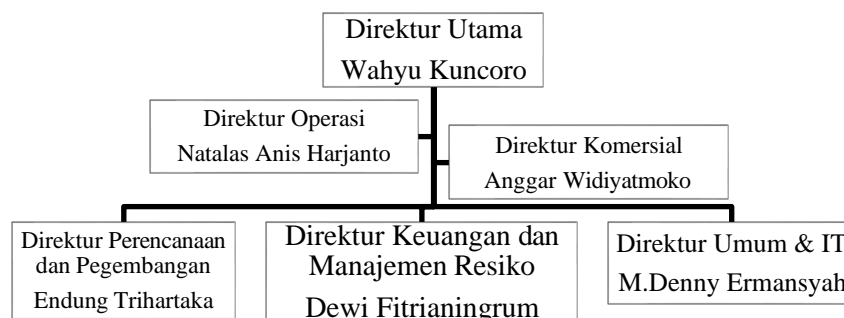 Direktur Utama
Wahyu Kuncoro
Direktur Operasi
Natalas Anis Harjanto
Direktur Komersial
Anggar Widiyatmoko
Direktur Perencanaan
dan Pegembangan
Endung Trihartaka
Direktur Keuangan dan
Manajemen Resiko
Dewi Fitrianingrum
Direktur Umum & IT
M.Denny Ermansyah